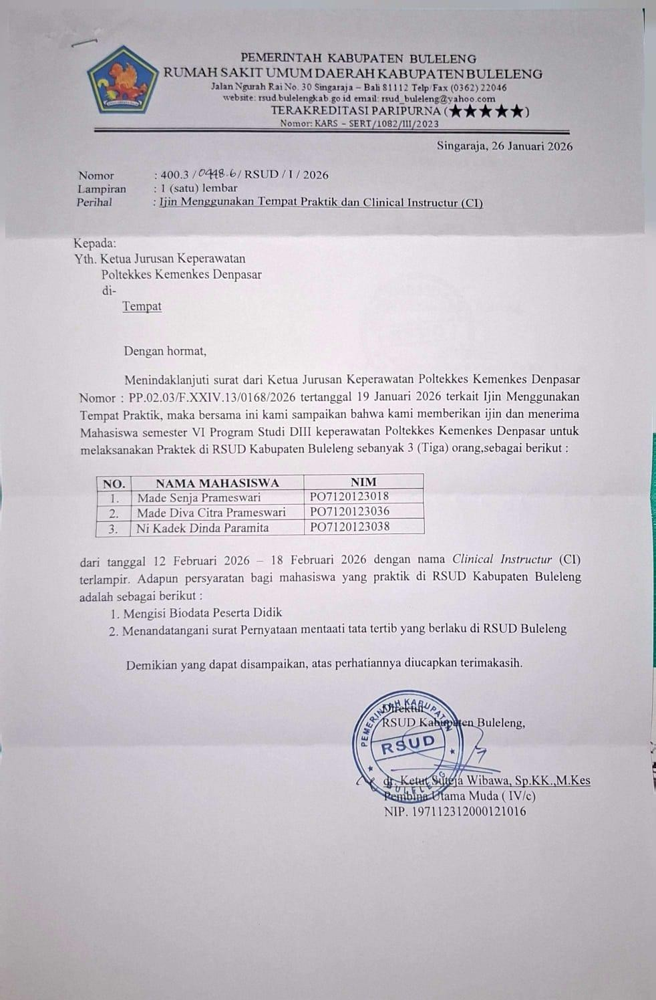 PEMERINTAH KABUPATEN BULELENG
RUMAH SAKIT UMUM DAERAH KABUPATEN BULELENG
Jalan Ngurah Rai No. 30 Singaraja – Bali 81112 Telp/Fax (0362) 22046
website: rsud.bulelengkab.go.id email: rsud_buleleng@yahoo.com
TERAKREDITASI PARIPURNA (★★★★★)
Nomor: KARS – SERT/1082/III/2023
Singaraja, 26 Januari 2026
Nomor : 400.3 / 0948.6 / RSUD / I / 2026
Lampiran : 1 (satu) lembar
Perihal : Ijin Menggunakan Tempat Praktik dan Clinical Instructur (CI)
Kepada:
Yth. Ketua Jurusan Keperawatan
Poltekkes Kemenkes Denpasar
di-
Tempat
Dengan hormat,
Menindaklanjuti surat dari Ketua Jurusan Keperawatan Poltekkes Kemenkes Denpasar
Nomor : PP.02.03/F.XXIV.13/0168/2026 tertanggal 19 Januari 2026 terkait Ijin Menggunakan
Tempat Praktik, maka bersama ini kami sampaikan bahwa kami memberikan ijin dan menerima
Mahasiswa semester VI Program Studi DIII keperawatan Poltekkes Kemenkes Denpasar untuk
melaksanakan Praktek di RSUD Kabupaten Buleleng sebanyak 3 (Tiga) orang,sebagai berikut :
NO. NAMA MAHASISWA NIM
1. Made Senja Prameswari PO7120123018
2. Made Diva Citra Prameswari PO7120123036
3. Ni Kadek Dinda Paramita PO7120123038
dari tanggal 12 Februari 2026 – 18 Februari 2026 dengan nama Clinical Instructur (CI)
terlampir. Adapun persyaratan bagi mahasiswa yang praktik di RSUD Kabupaten Buleleng
adalah sebagai berikut :
1. Mengisi Biodata Peserta Didik
2. Menandatangani surat Pernyataan mentaati tata tertib yang berlaku di RSUD Buleleng
Demikian yang dapat disampaikan, atas perhatiannya diucapkan terimakasih.
Direktur
RSUD Kabupaten Buleleng,
PEMERINTAH KABUPATEN
RSUD
BULELENG
dr. Ketut Suteja Wibawa, Sp.KK.,M.Kes
Pembina Utama Muda ( IV/c)
NIP. 197112312000121016